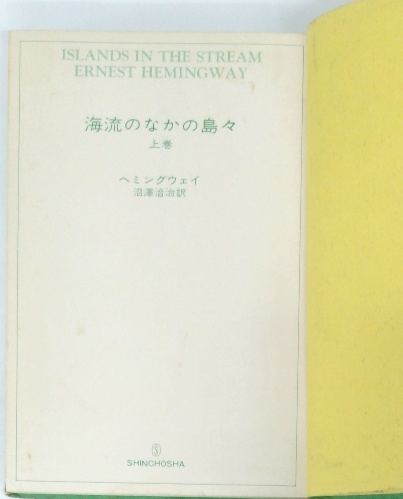 ISLANDS IN THE STREAM
ERNEST HEMINGWAY
海流のなかの島々
上巻
ヘミングウェイ
沼澤洽治訳
SHINCHOSHA